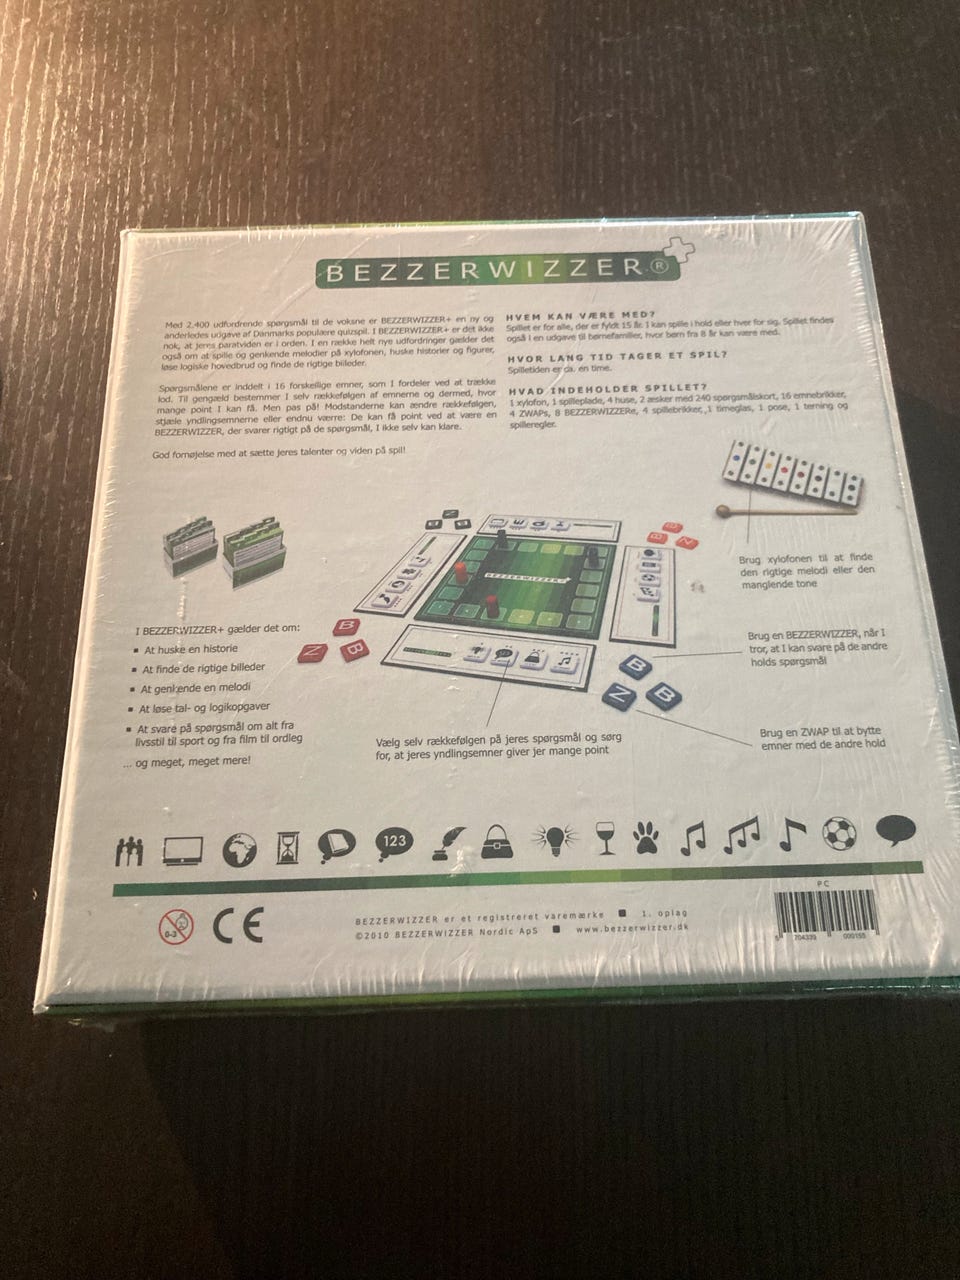 BEZZERWIZZER®
Med 2.400 udfordrende spørgsmål til de voksne er BEZZERWIZZER+ en ny og
anderledes udgave af Danmarks populære quizspil. I BEZZERWIZZER+ er det ikke
nok, at jeres paratviden er i orden. I en række helt nye udfordringer gælder det
også om at spille og genkende melodier på xylofonen, huske historier og figurer,
løse logiske hovedbrud og finde de rigtige billeder.
Spørgsmålene er inddelt i 16 forskellige emner, som I fordeler ved at trække
lod. Til gengæld bestemmer I selv rækkefølgen af emnerne og dermed, hvor
mange point I kan få. Men pas på! Modstanderne kan ændre rækkefølgen,
stjæle yndlingsemnerne eller endnu værre: De kan få point ved at være en
BEZZERWIZZER, der svarer rigtigt på de spørgsmål, I ikke selv kan klare.
God fornøjelse med at sætte jeres talenter og viden på spil!
HVEM KAN VÆRE MED?
Spillet er for alle, der er fyldt 15 år. I kan spille i hold eller hver for sig. Spillet findes
også i en udgave til børnefamilier, hvor børn fra 8 år kan være med.
HVOR LANG TID TAGER ET SPIL?
Spilletiden er ca. en time.
HVAD INDEHOLDER SPILLET?
1 xylofon, 1 spilleplade, 4 huse, 2 æsker med 240 spørgsmålskort, 16 emnebrikker,
4 ZWAPs, 8 BEZZERWIZZERe, 4 spillebrikker, 1 timeglas, 1 pose, 1 terning og
spilleregler.
Brug xylofonen til at finde
den rigtige melodi eller den
manglende tone
BEZZERWIZZER
B
Z
B
B
Z
B
B
Z
B
Z
B
I BEZZERWIZZER+ gælder det om:
▪ At huske en historie
▪ At finde de rigtige billeder
▪ At genkende en melodi
▪ At løse tal- og logikopgaver
▪ At svare på spørgsmål om alt fra
livsstil til sport og fra film til ordleg
... og meget, meget mere!
Brug en BEZZERWIZZER, når I
tror, at I kan svare på de andre
holds spørgsmål
Brug en ZWAP til at bytte
emner med de andre hold
Vælg selv rækkefølgen på jeres spørgsmål og sørg
for, at jeres yndlingsemner giver jer mange point
123
0-3
CE
BEZZERWIZZER er et registreret varemærke ■ 1. oplag
©2010 BEZZERWIZZER Nordic ApS ■ www.bezzerwizzer.dk
PC
5 704339 000155